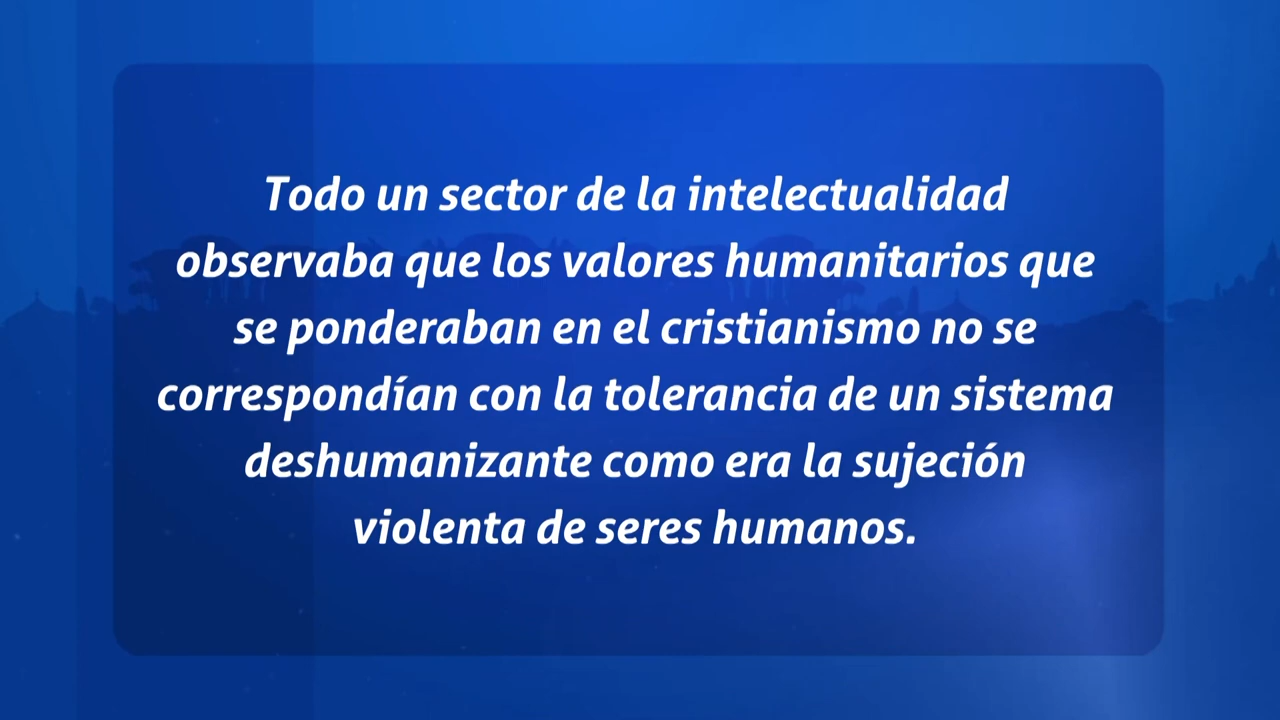 Todo un sector de la intelectualidad
observaba que los valores humanitarios que
se ponderaban en el cristianismo no se
correspondían con la tolerancia de un sistema
deshumanizante como era la sujeción
violenta de seres humanos.